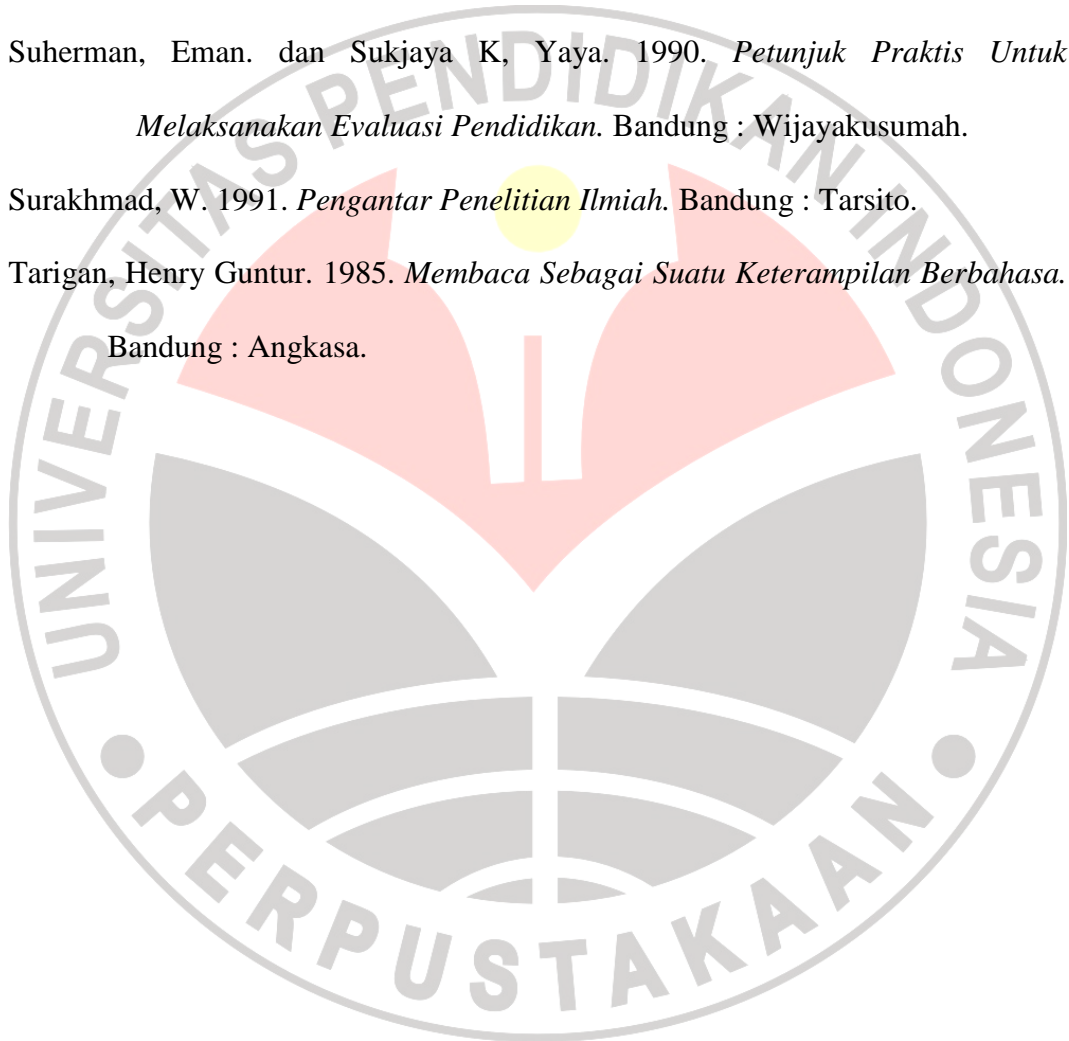 Suherman, Eman. dan Sukjaya K, Yaya. 1990. Petunjuk Praktis Untuk
Melaksanakan Evaluasi Pendidikan. Bandung : Wijayakusumah.
Surakhmad, W. 1991. Pengantar Penelitian Ilmiah. Bandung : Tarsito.
Tarigan, Henry Guntur. 1985. Membaca Sebagai Suatu Keterampilan Berbahasa.
Bandung : Angkasa.
UNIVERSITAS PENDIDIKAN INDONESIA
PERPUSTAKAAN